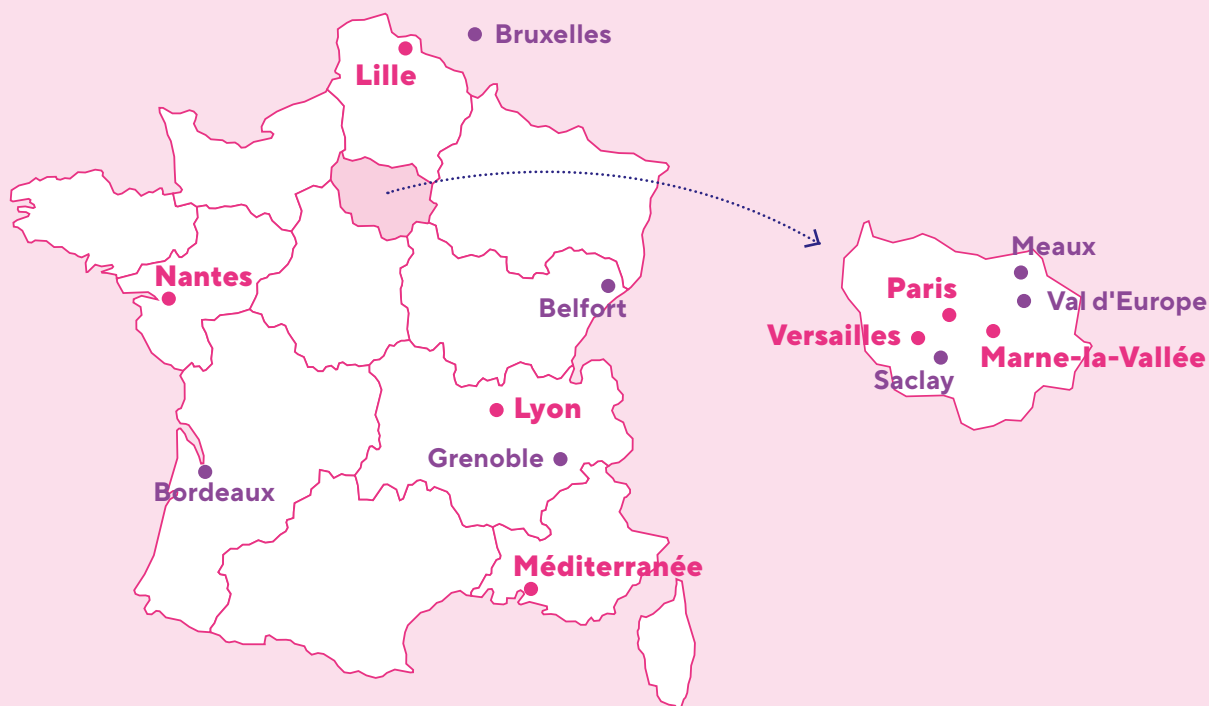 Bruxelles
Lille
Nantes
Belfort
Lyon
Grenoble
Bordeaux
Méditerranée
Meaux
Paris
Val d'Europe
Versailles
Marne-la-Vallée
Saclay